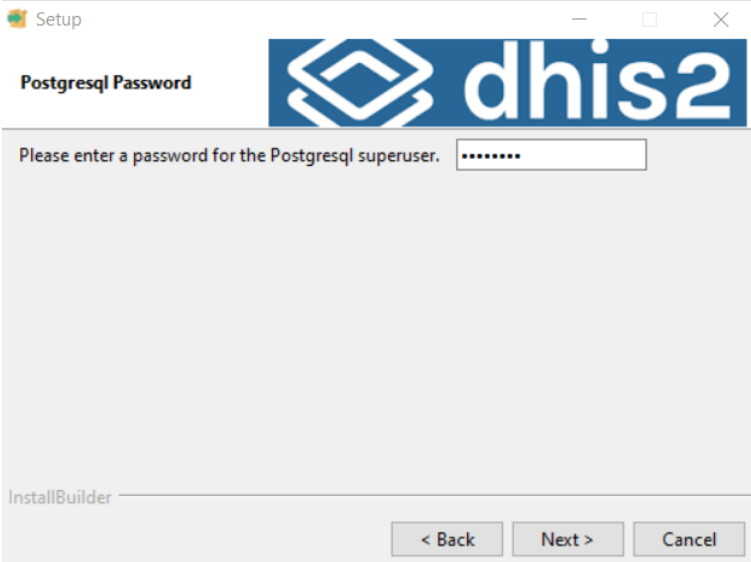 Setup
Postgresql Password
dhis2
Please enter a password for the Postgresql superuser. ••••••••
InstallBuilder
< Back Next > Cancel